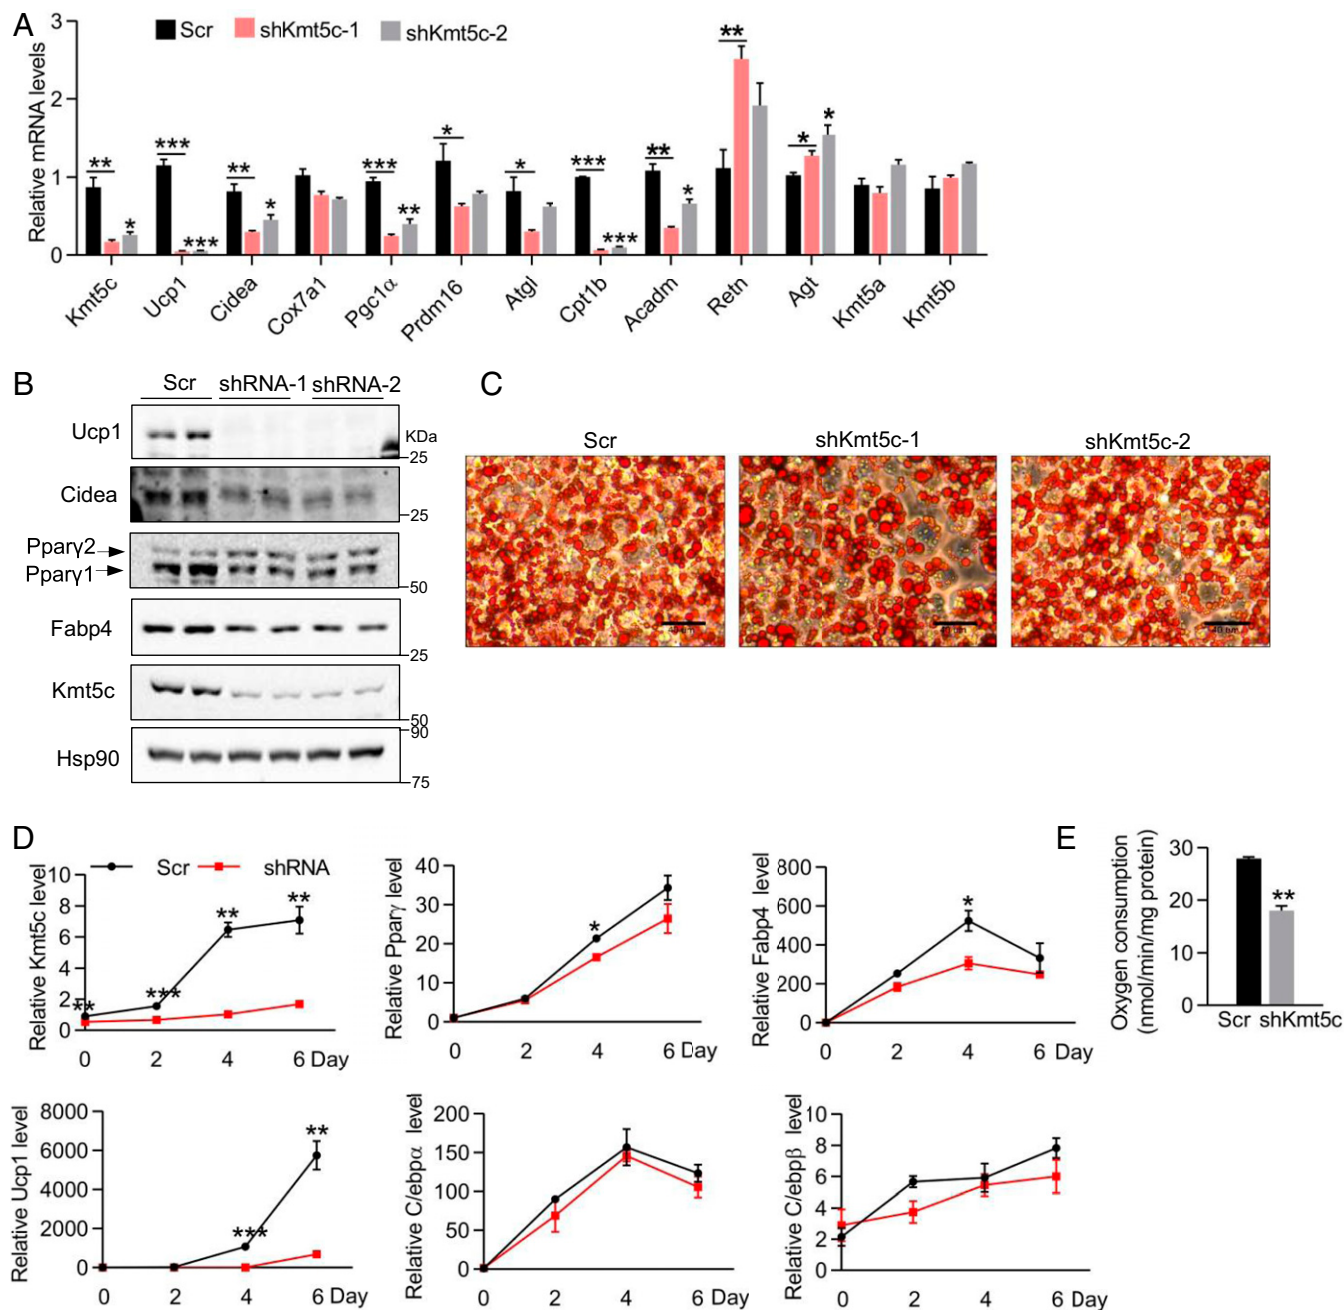 A
Scr shKmt5c-1 shKmt5c-2
Relative mRNA levels
3
2
1
0
** *** ** *** * * *** ** ** * *
* *** * ** *** *
Kmt5c Ucp1 Cidea Cox7a1 Pgc1α Prdm16 Atgl Cpt1b Acadm Retn Agt Kmt5a Kmt5b
B
Scr shRNA-1 shRNA-2
Ucp1
KDa
25
Cidea
25
Pparγ2
Pparγ1
50
Fabp4
25
Kmt5c
50
90
Hsp90
75
C
Scr shKmt5c-1 shKmt5c-2
D
Scr shRNA
Relative Kmt5c level
10
8
6
4
2
0
** *** ** **
0 2 4 6 Day
Relative Pparγ level
40
30
20
10
0
*
0 2 4 6 Day
Relative Fabp4 level
800
600
400
200
0
*
0 2 4 6 Day
E
Oxygen consumption
(nmol/min/mg protein)
30
20
10
0
**
Scr shKmt5c
Relative Ucp1 level
8000
6000
4000
2000
0
*** **
0 2 4 6 Day
Relative C/ebpα level
200
150
100
50
0
0 2 4 6 Day
Relative C/ebpβ level
10
8
6
4
2
0
0 2 4 6 Day